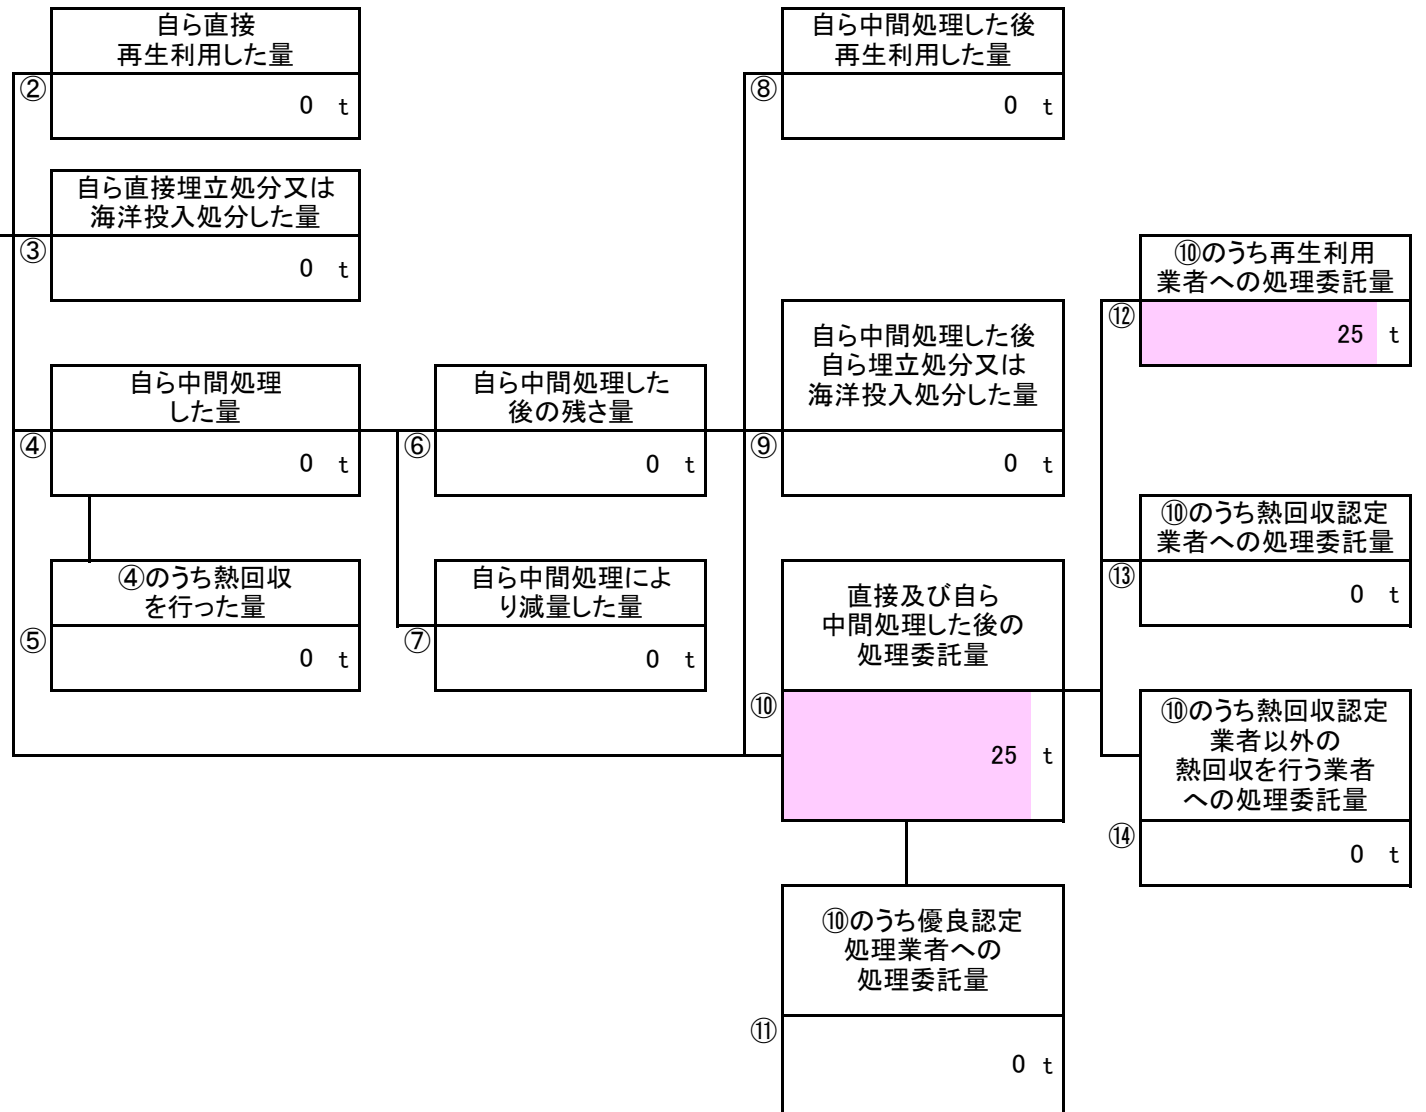 自ら直接
再生利用した量
②
0 t
自ら直接埋立処分又は
海洋投入処分した量
③
0 t
自ら中間処理
した量
④
0 t
④のうち熱回収
を行った量
⑤
0 t
自ら中間処理した
後の残さ量
⑥
0 t
自ら中間処理によ
り減量した量
⑦
0 t
自ら中間処理した後
再生利用した量
⑧
0 t
自ら中間処理した後
自ら埋立処分又は
海洋投入処分した量
⑨
0 t
直接及び自ら
中間処理した後の
処理委託量
⑩
25 t
⑩のうち優良認定
処理業者への
処理委託量
⑪
0 t
⑩のうち再生利用
業者への処理委託量
⑫
25 t
⑩のうち熱回収認定
業者への処理委託量
⑬
0 t
⑩のうち熱回収認定
業者以外の
熱回収を行う業者
への処理委託量
⑭
0 t